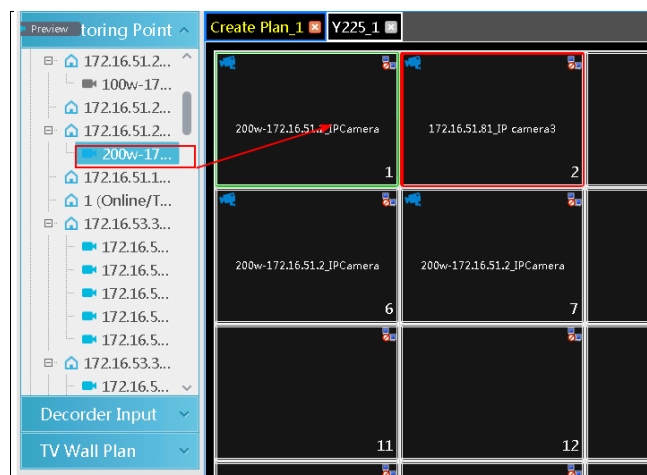 Preview
toring Point
172.16.51.2...
100w-17...
172.16.51.2...
172.16.51.2...
200w-17...
172.16.51.1...
1 (Online/T...
172.16.53.3...
172.16.5...
172.16.5...
172.16.5...
172.16.5...
172.16.5...
172.16.53.3...
172.16.5...
Decorder Input
TV Wall Plan
Create Plan_1
Y225_1
200w-172.16.51.2_IPCamera
1
172.16.51.81_IP camera3
2
200w-172.16.51.2_IPCamera
6
200w-172.16.51.2_IPCamera
7
11
12